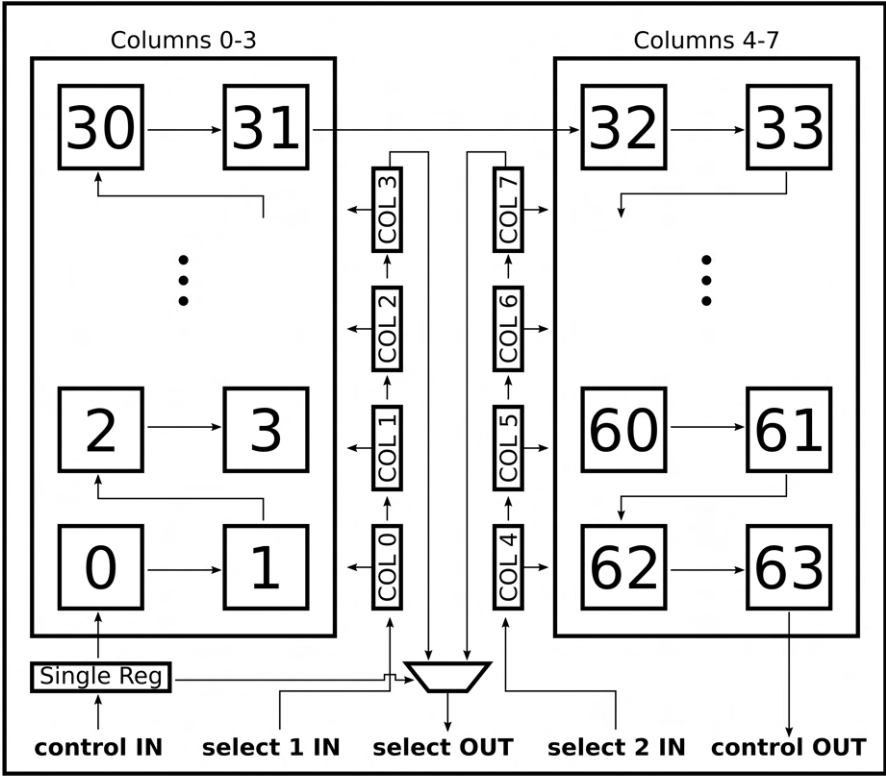 Columns 0-3
Columns 4-7
30
31
32
33
COL 3
COL 7
COL 2
COL 6
2
3
COL 1
COL 5
60
61
0
1
COL 0
COL 4
62
63
Single Reg
control IN
select 1 IN
select OUT
select 2 IN
control OUT